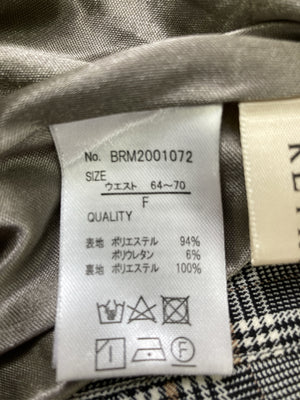 No. BRM2001072
SIZE
ウエスト 64～70
F
QUALITY
表地 ポリエステル 94%
ポリウレタン 6%
裏地 ポリエステル 100%
F